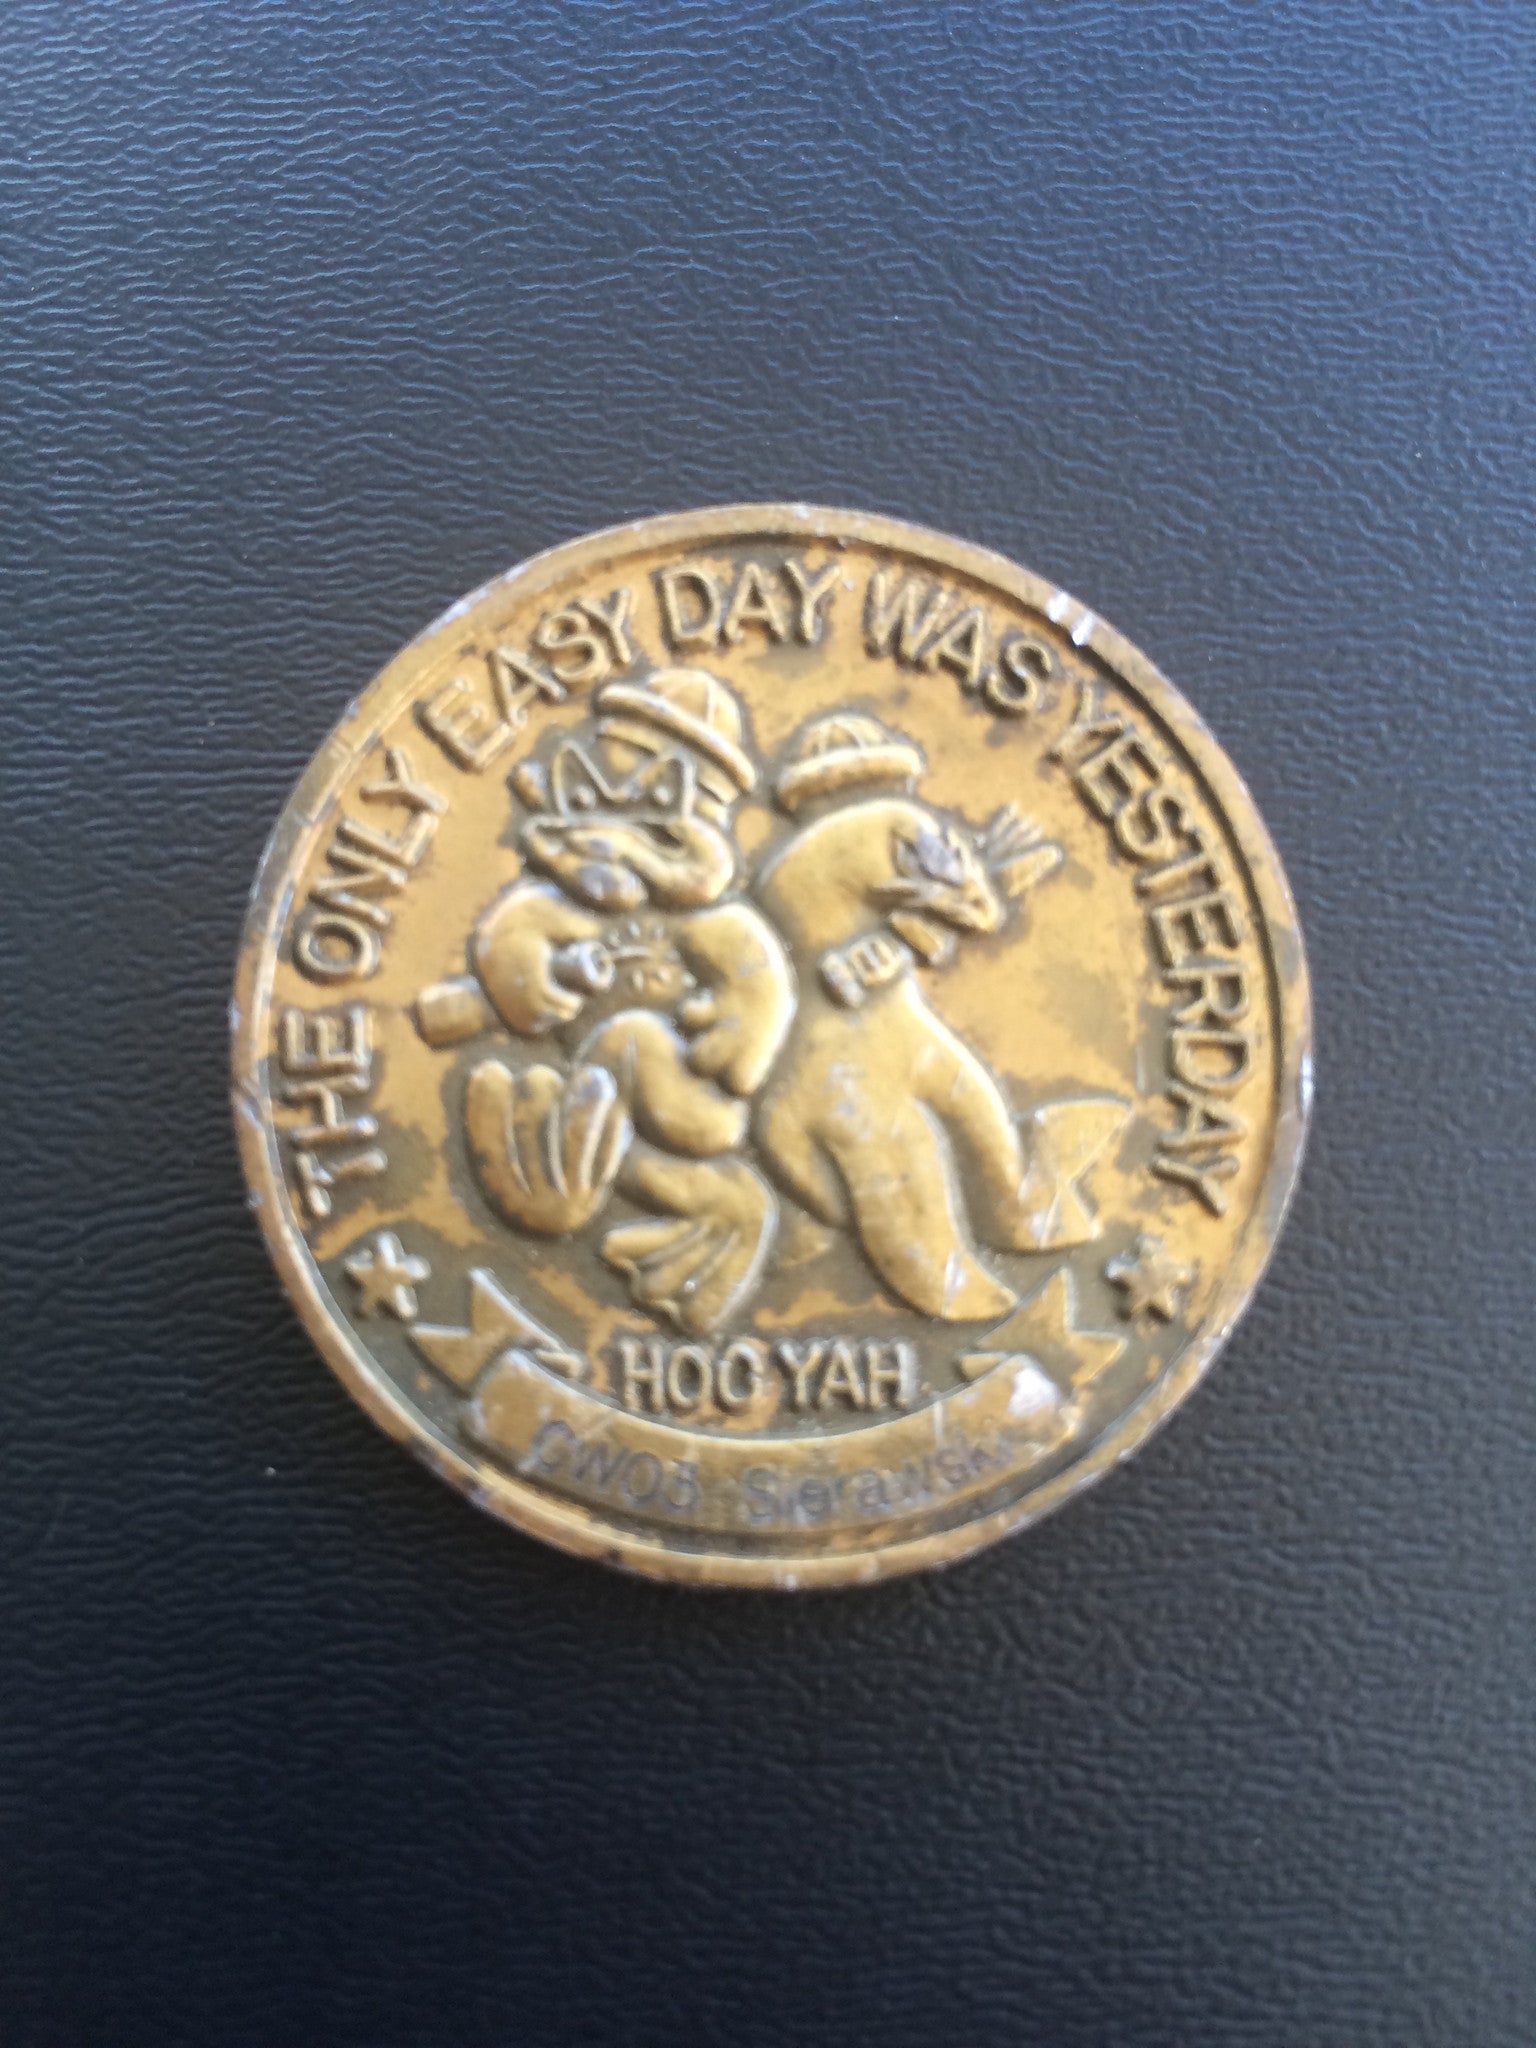 THE ONLY EASY DAY WAS YESTERDAY
HOO YAH
CWO3 Sierawski